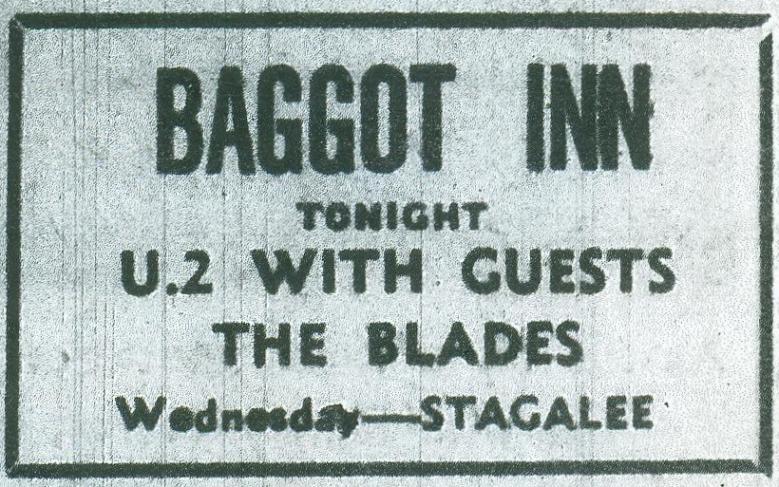 BAGGOT INN
TONIGHT
U.2 WITH GUESTS
THE BLADES
Wednesday—STAGALEE